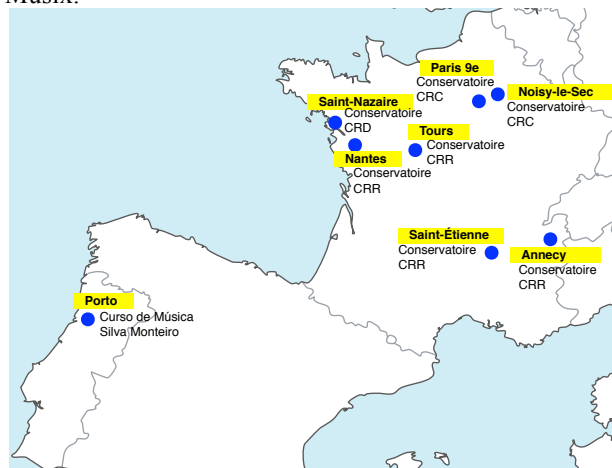 Musix.
Paris 9e
Conservatoire
CRC
Noisy-le-Sec
Conservatoire
CRC
Saint-Nazaire
Conservatoire
CRD
Tours
Conservatoire
CRR
Nantes
Conservatoire
CRR
Saint-Étienne
Conservatoire
CRR
Annecy
Conservatoire
CRR
Porto
Curso de Música
Silva Monteiro